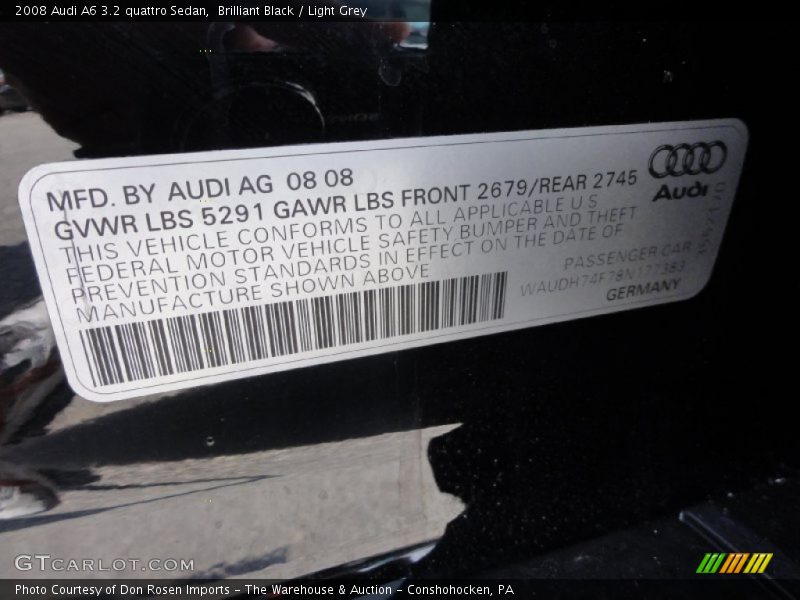 2008 Audi A6 3.2 quattro Sedan,  Brilliant Black / Light Grey
MFD. BY AUDI AG 08 08
GVWR LBS 5291 GAWR LBS FRONT 2679/REAR 2745
THIS VEHICLE CONFORMS TO ALL APPLICABLE U S
FEDERAL MOTOR VEHICLE SAFETY BUMPER AND THEFT
PREVENTION STANDARDS IN EFFECT ON THE DATE OF
MANUFACTURE SHOWN ABOVE
Audi
PASSENGER CAR
WAUDH74F78N177383
GERMANY
GTCARLOT.COM
Photo Courtesy of Don Rosen Imports – The Warehouse & Auction – Conshohocken, PA